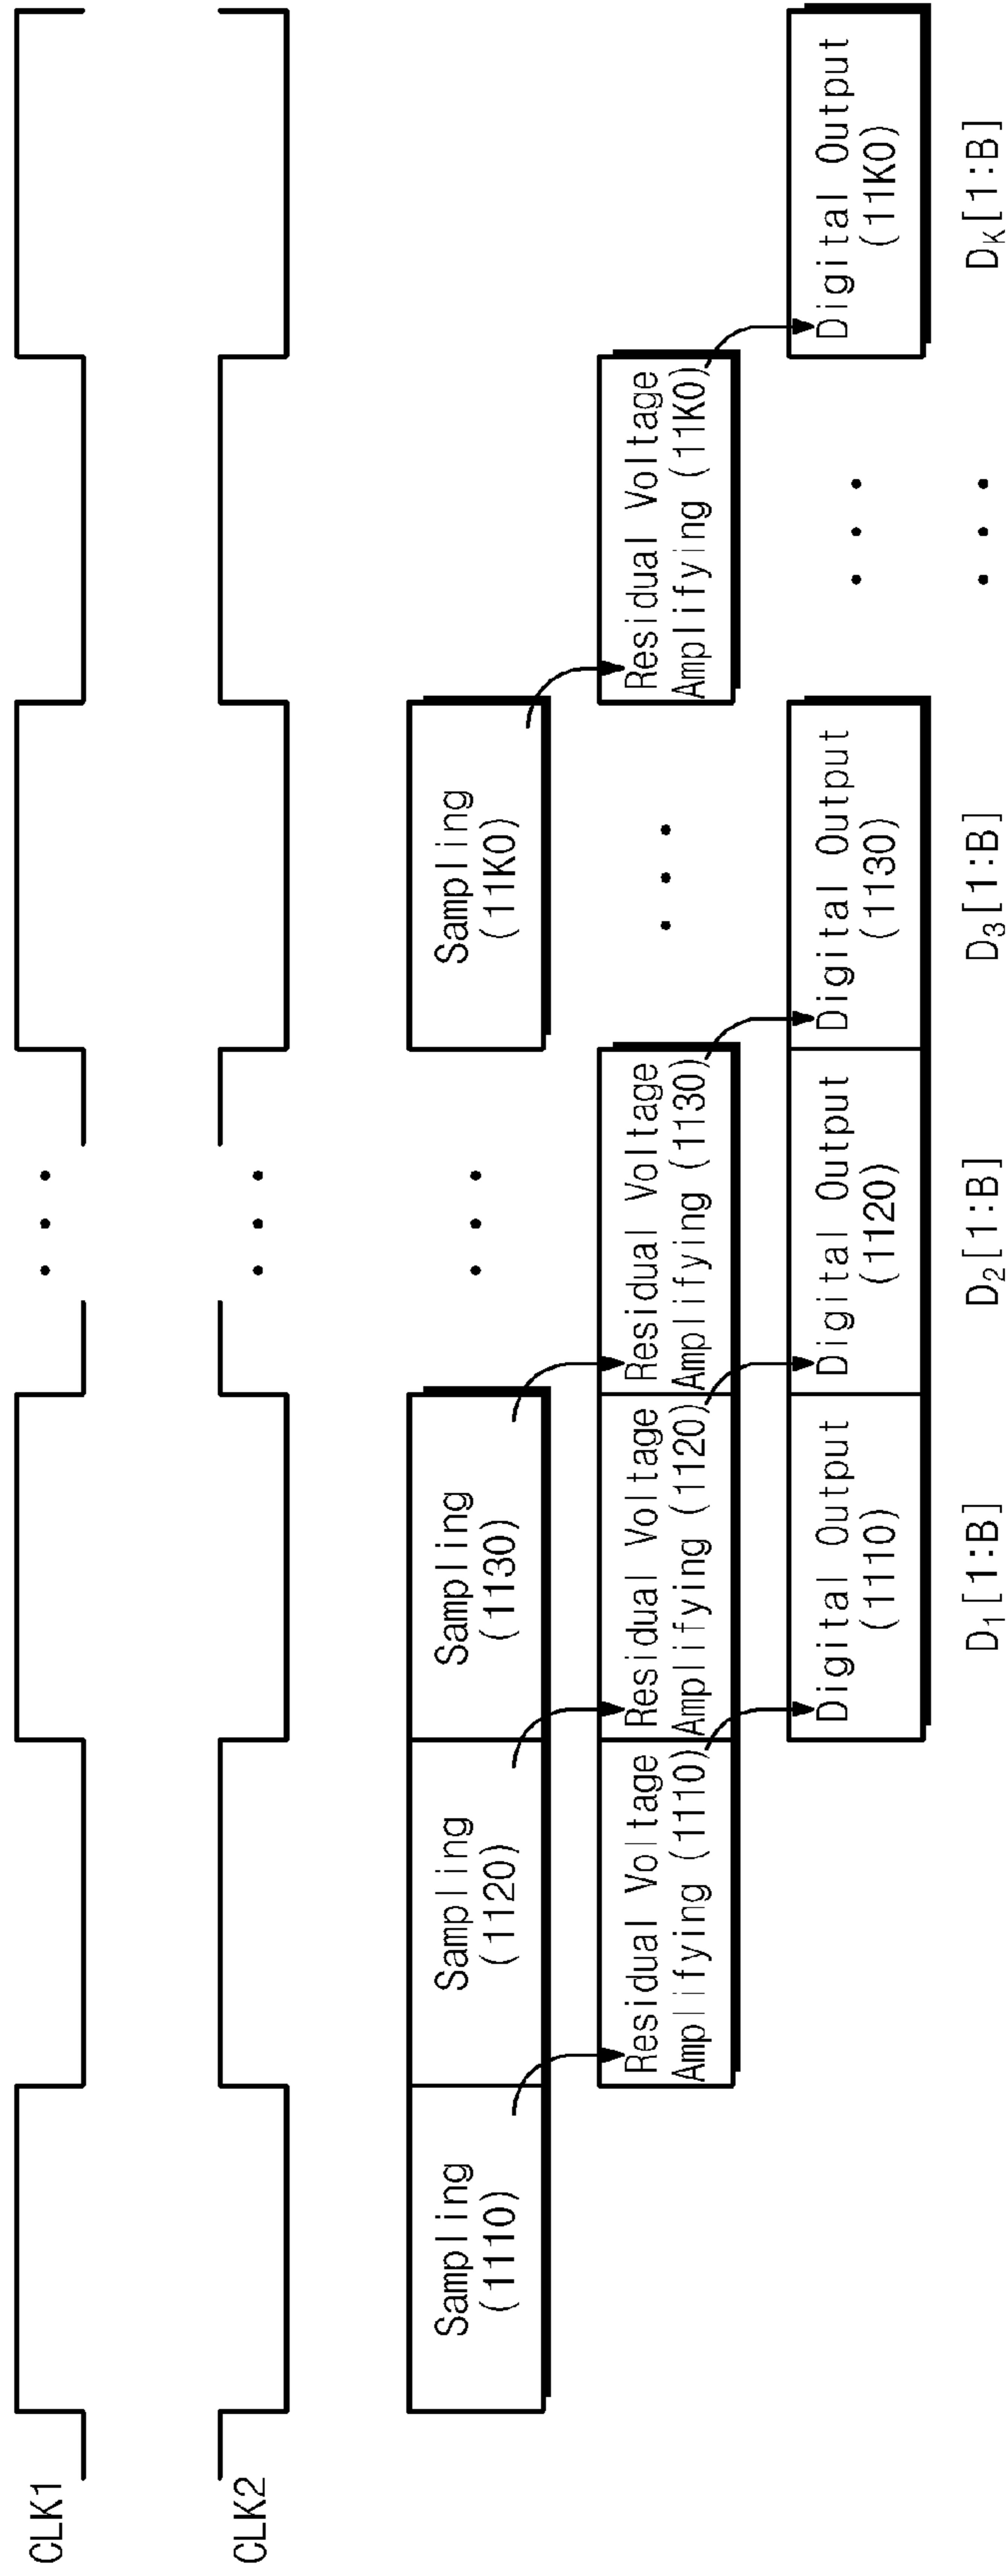 CLK1
CLK2
Sampling
(1110)
Sampling
(1120)
Sampling
(1130)
Sampling
(11K0)
Residual Voltage
Amplifying (1110)
Residual Voltage
Amplifying (1120)
Residual Voltage
Amplifying (1130)
Residual Voltage
Amplifying (11K0)
Digital Output
(1110)
Digital Output
(1120)
Digital Output
(1130)
Digital Output
(11K0)
D1[1:B]
D2[1:B]
D3[1:B]
DK[1:B]